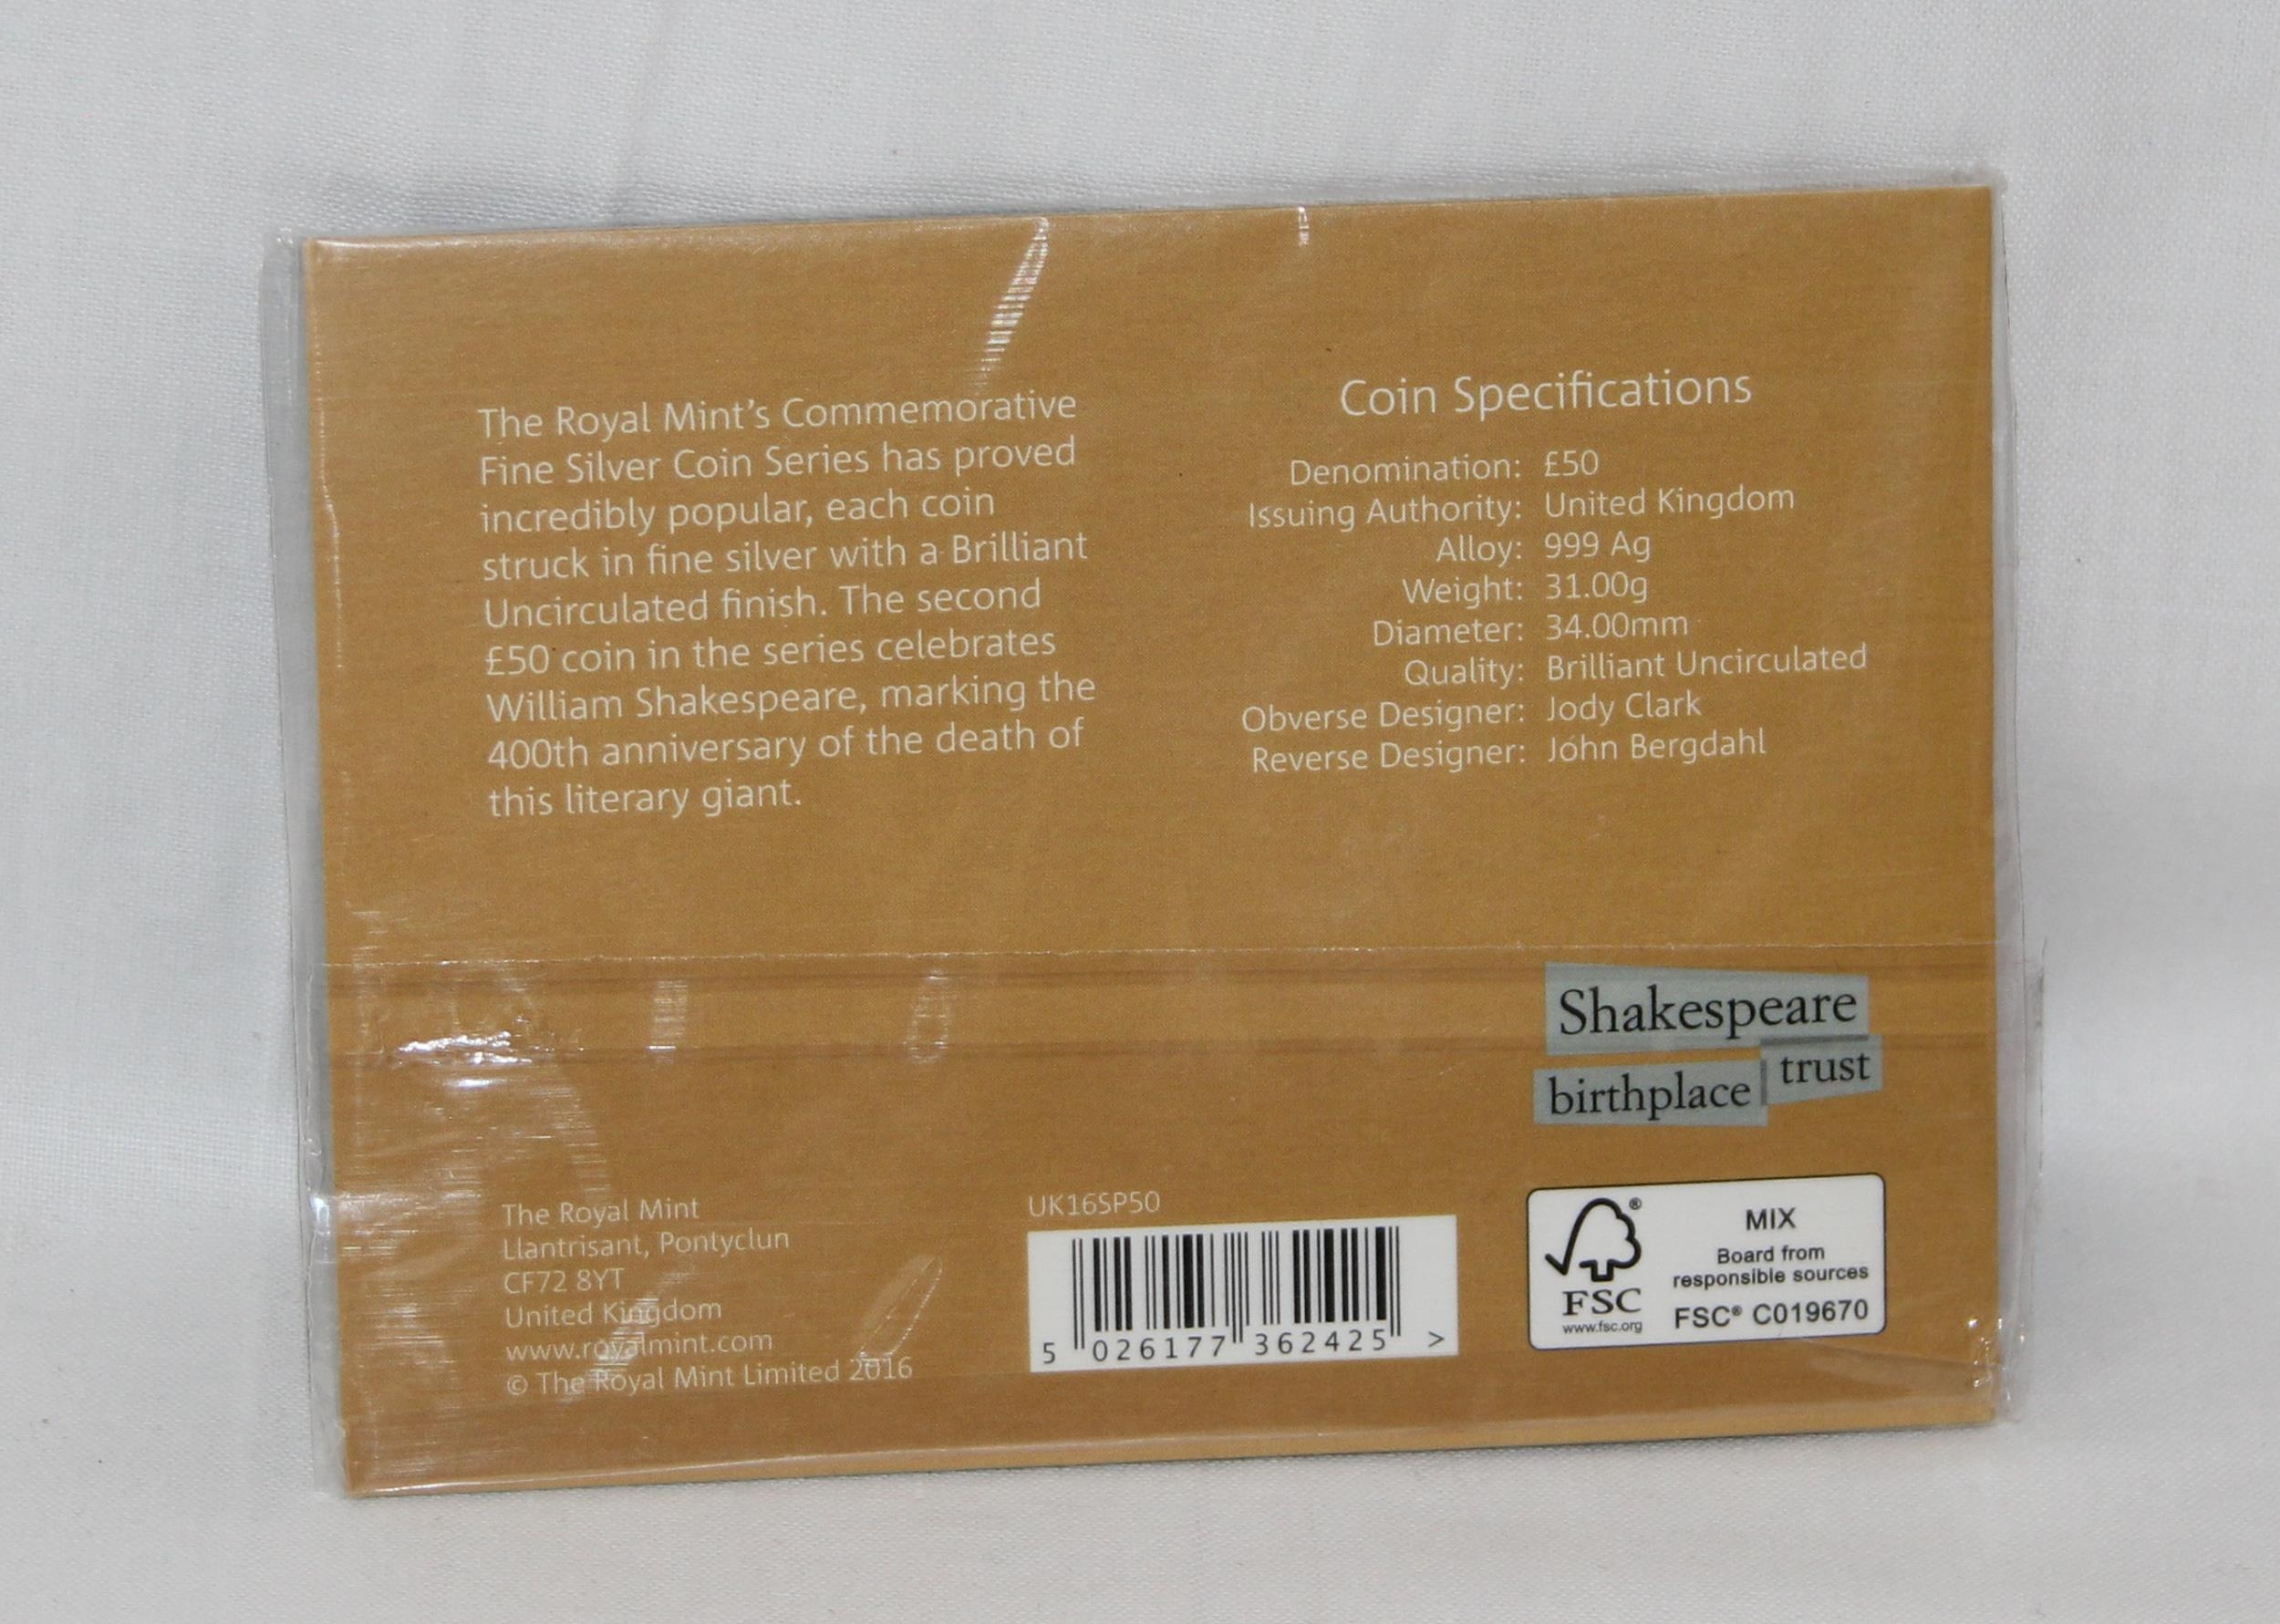 The Royal Mint's Commemorative
Fine Silver Coin Series has proved
incredibly popular, each coin
struck in fine silver with a Brilliant
Uncirculated finish. The second
£50 coin in the series celebrates
William Shakespeare, marking the
400th anniversary of the death of
this literary giant.
Coin Specifications
Denomination: £50
Issuing Authority: United Kingdom
Alloy: 999 Ag
Weight: 31.00g
Diameter: 34.00mm
Quality: Brilliant Uncirculated
Obverse Designer: Jody Clark
Reverse Designer: John Bergdahl
Shakespeare
birthplace trust
The Royal Mint
Llantrisant, Pontyclun
CF72 8YT
United Kingdom
www.royalmint.com
© The Royal Mint Limited 2016
UK16SP50
5 026177 362425 >
FSC
www.fsc.org
MIX
Board from
responsible sources
FSC® C019670